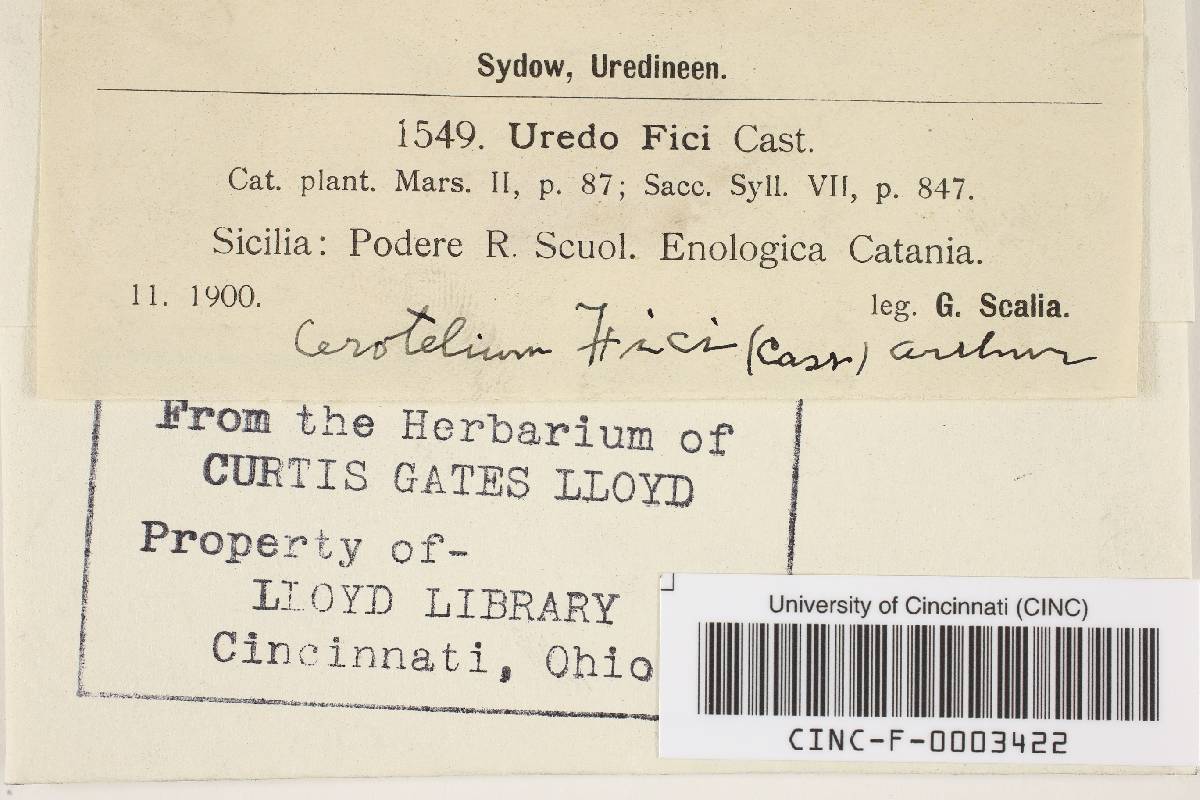 Sydow, Uredineen.
1549. Uredo Fici Cast.
Cat. plant. Mars. II, p. 87; Sacc. Syll. VII, p. 847.
Sicilia: Podere R. Scuol. Enologica Catania.
11. 1900. leg. G. Scalia.
Cerotelium Fici (Cast) Arthur
From the Herbarium of
CURTIS GATES LLOYD
Property of-
LLOYD LIBRARY
Cincinnati, Ohio
University of Cincinnati (CINC)
CINC-F-0003422